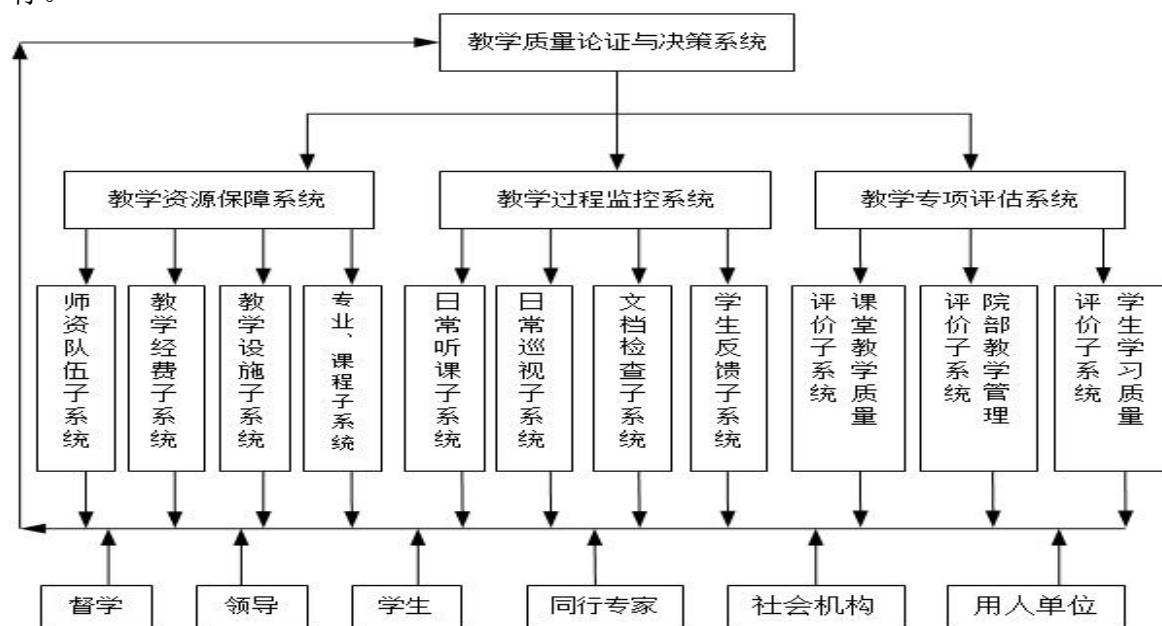 行。
教学质量论证与决策系统
教学资源保障系统
教学过程监控系统
教学专项评估系统
师资队伍子系统
教学经费子系统
教学设施子系统
专业、课程子系统
日常听课子系统
日常巡视子系统
文档检查子系统
学生反馈子系统
课堂教学质量
评价子系统
院部教学管理
评价子系统
学生学习质量
评价子系统
督学
领导
学生
同行专家
社会机构
用人单位